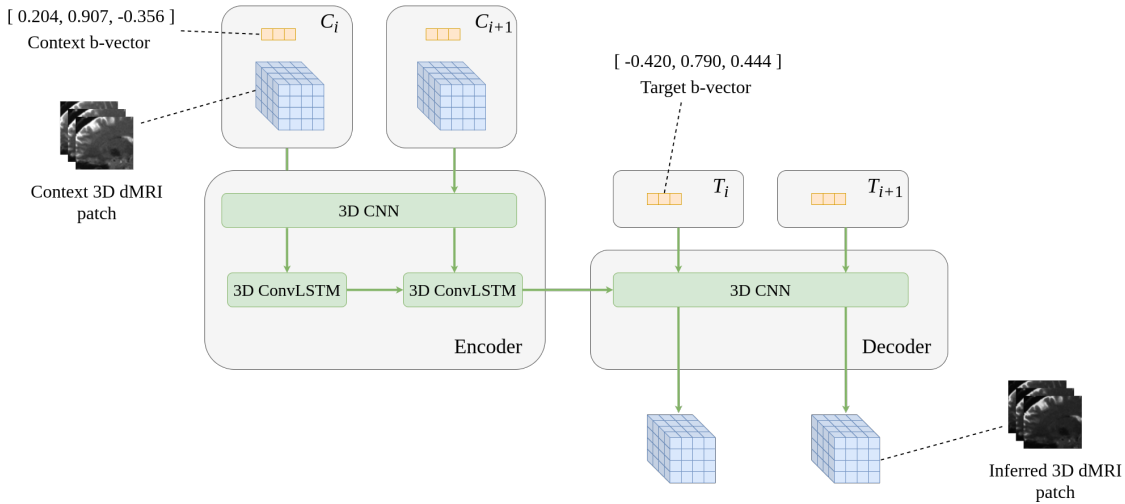 [ 0.204, 0.907, -0.356 ]
Context b-vector
C_i
C_{i+1}
[ -0.420, 0.790, 0.444 ]
Target b-vector
Context 3D dMRI
patch
T_i
T_{i+1}
3D CNN
3D ConvLSTM
3D ConvLSTM
3D CNN
Encoder
Decoder
Inferred 3D dMRI
patch